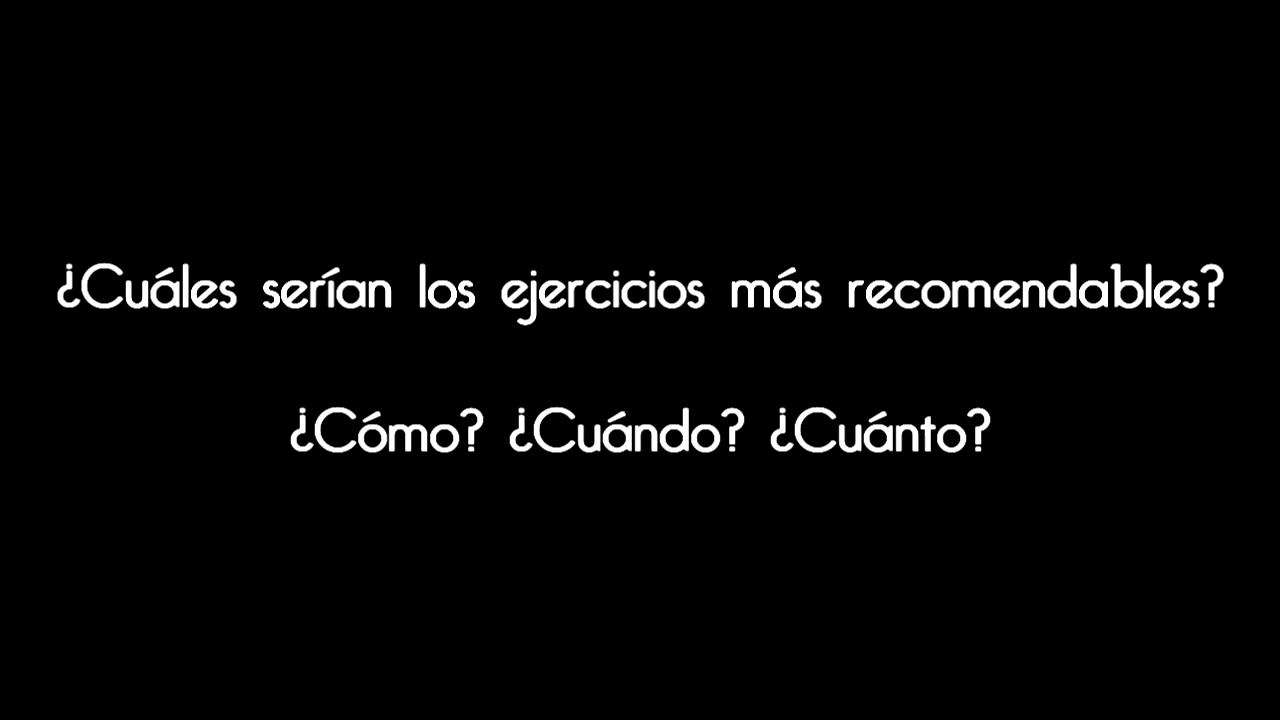 ¿Cuáles serían los ejercicios más recomendables?
¿Cómo? ¿Cuándo? ¿Cuánto?